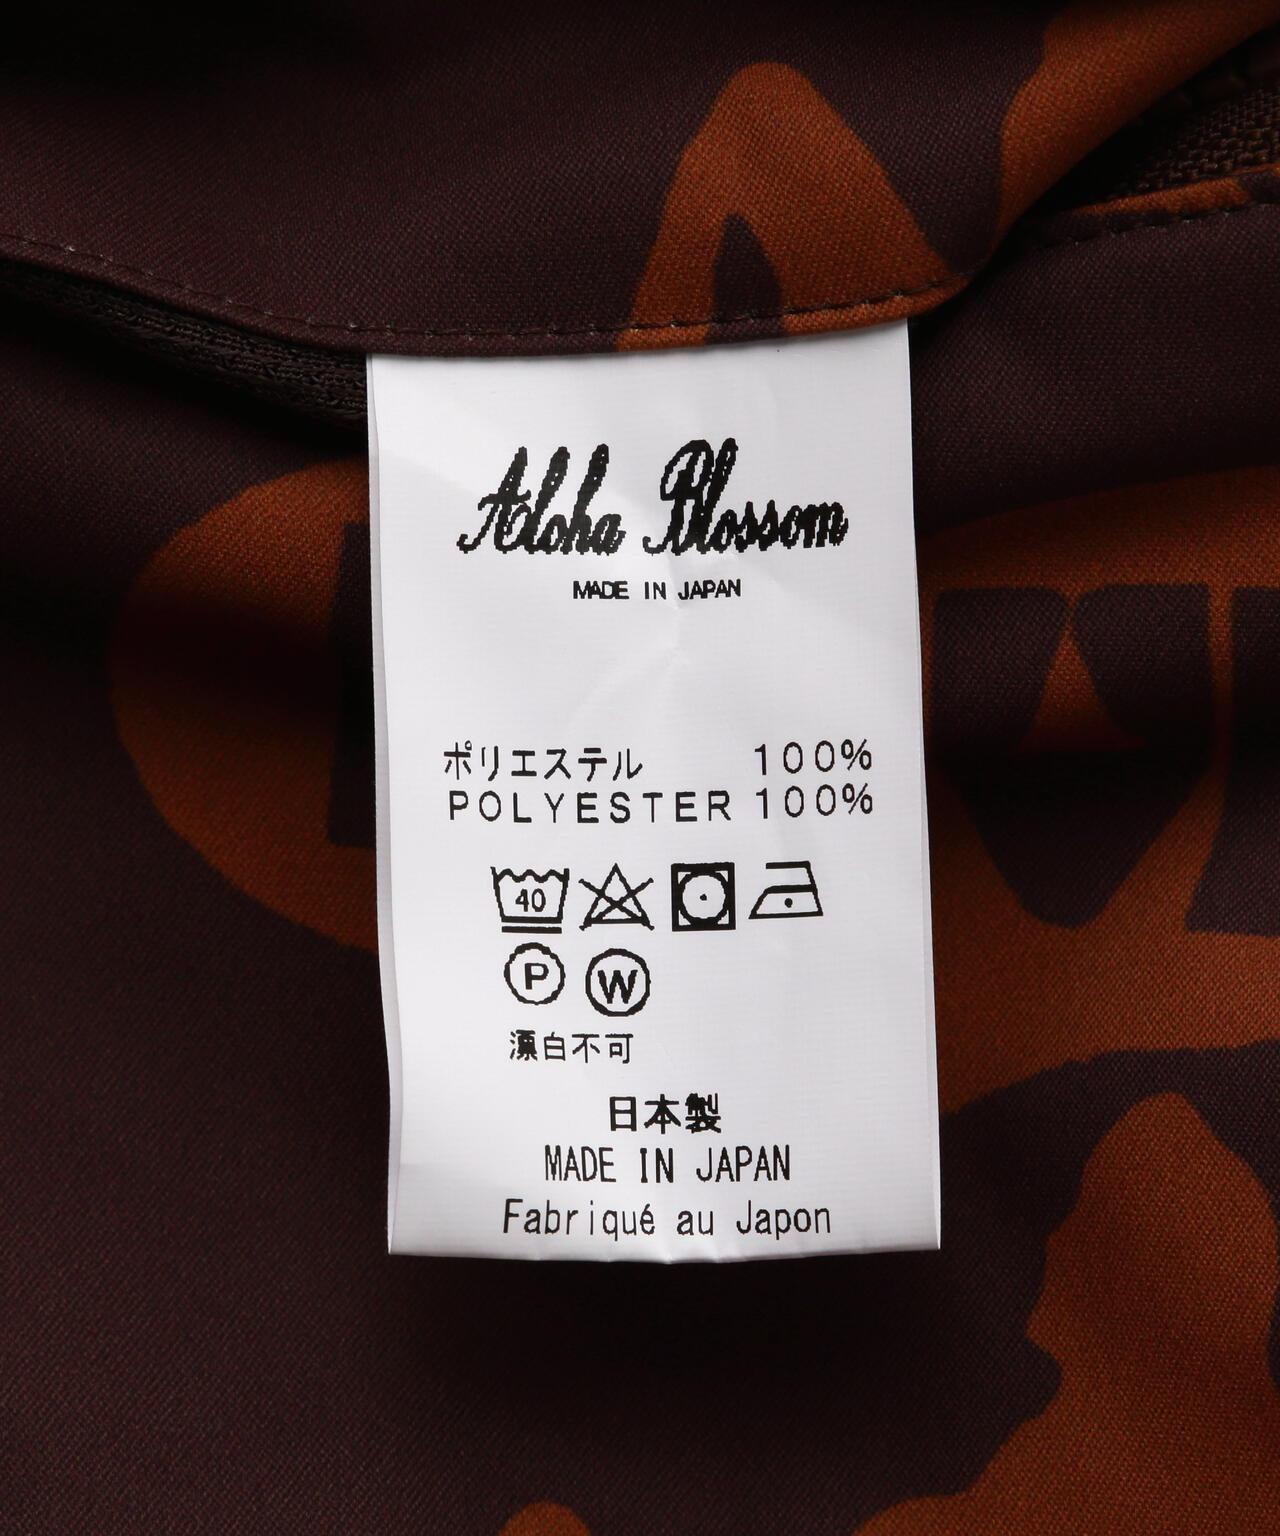 Aloha Blossom
MADE IN JAPAN
ポリエステル 100%
POLYESTER 100%
40
P W
漂白不可
日本製
MADE IN JAPAN
Fabriqué au Japon